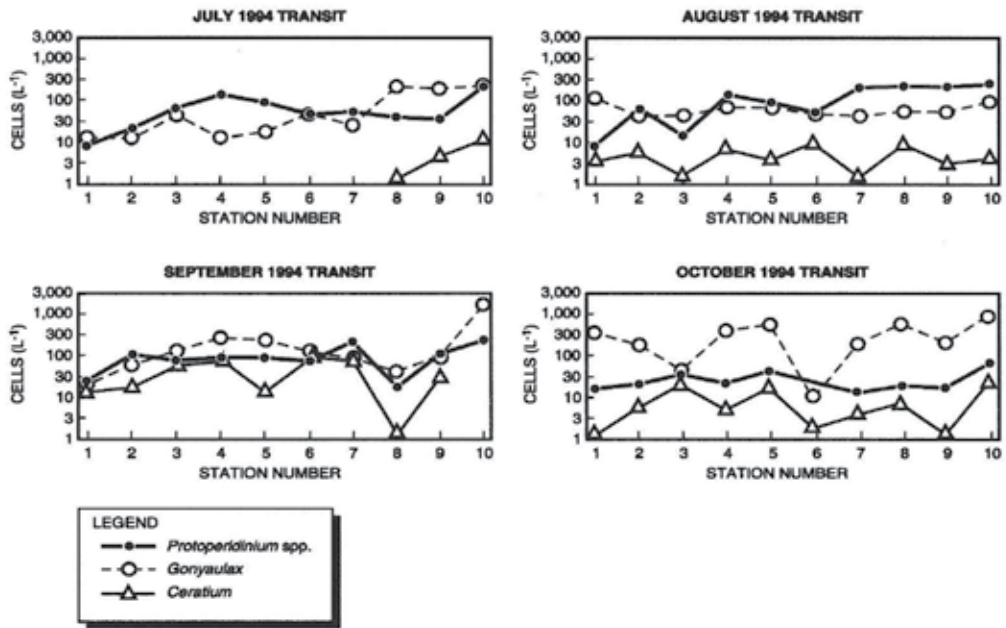 JULY 1994 TRANSIT
3,000
1,000
300
100
30
10
3
1
CELLS (L-1)
1 2 3 4 5 6 7 8 9 10
STATION NUMBER
AUGUST 1994 TRANSIT
3,000
1,000
300
100
30
10
3
1
CELLS (L-1)
1 2 3 4 5 6 7 8 9 10
STATION NUMBER
SEPTEMBER 1994 TRANSIT
3,000
1,000
300
100
30
10
3
1
CELLS (L-1)
1 2 3 4 5 6 7 8 9 10
STATION NUMBER
OCTOBER 1994 TRANSIT
3,000
1,000
300
100
30
10
3
1
CELLS (L-1)
1 2 3 4 5 6 7 8 9 10
STATION NUMBER
LEGEND
Protoperidinium spp.
Gonyaulax
Ceratium